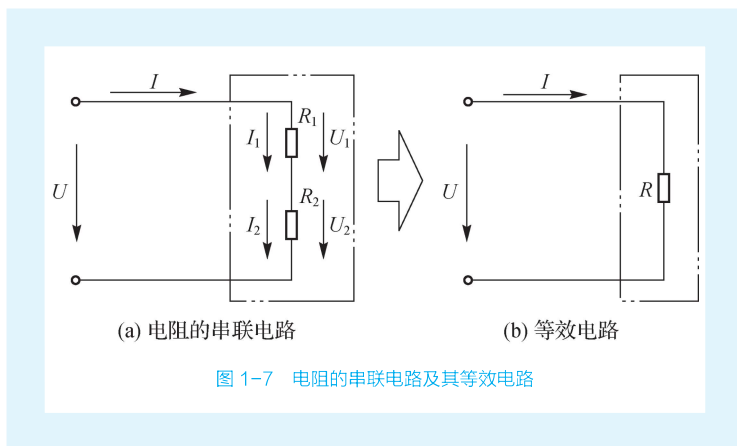 I
I
R₁
I₁
U₁
U
U
R
R₂
I₂
U₂
(a) 电阻的串联电路
(b) 等效电路
图 1-7 电阻的串联电路及其等效电路